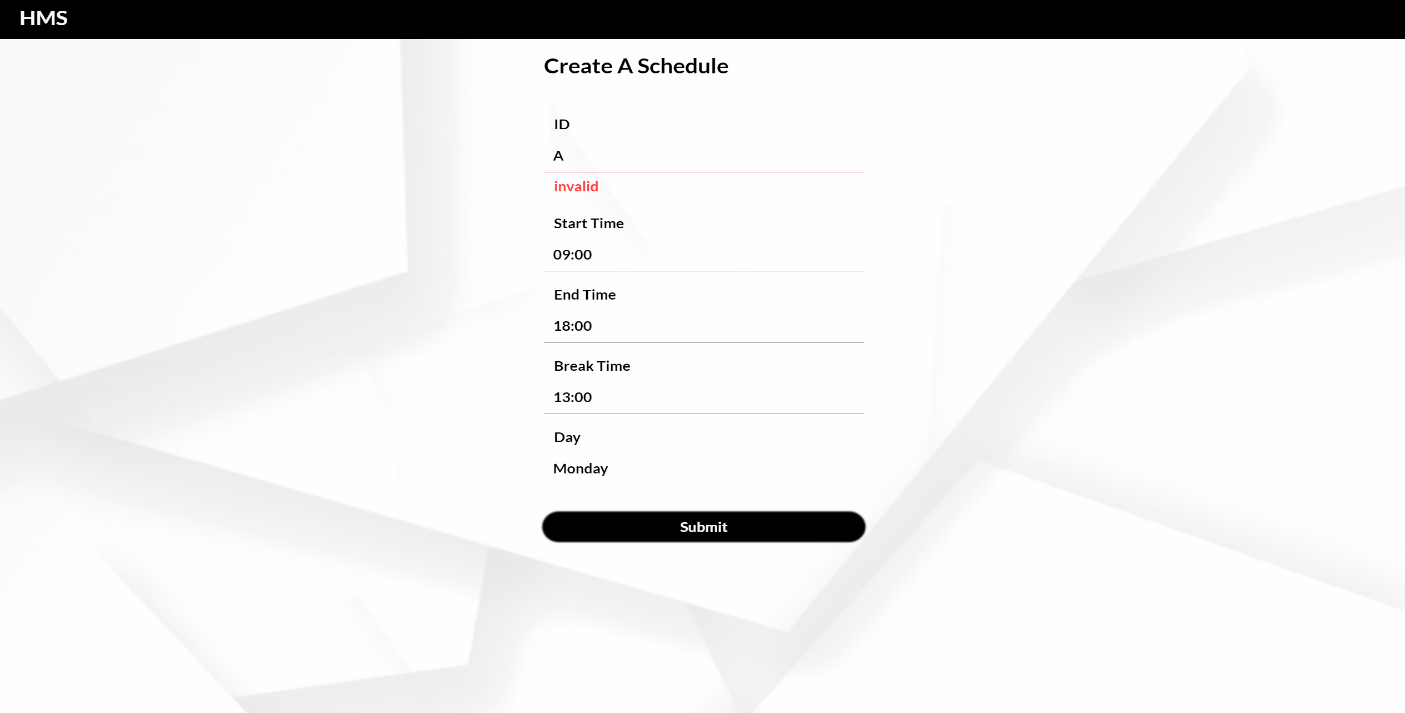 HMS
Create A Schedule
ID
A
invalid
Start Time
09:00
End Time
18:00
Break Time
13:00
Day
Monday
Submit